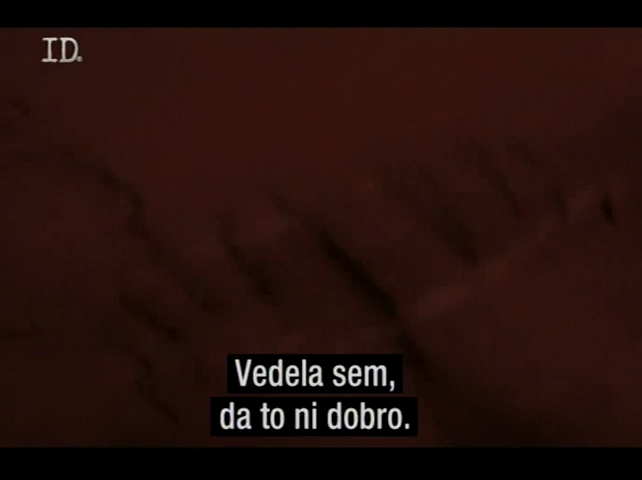 ID.
Vedela sem,
da to ni dobro.